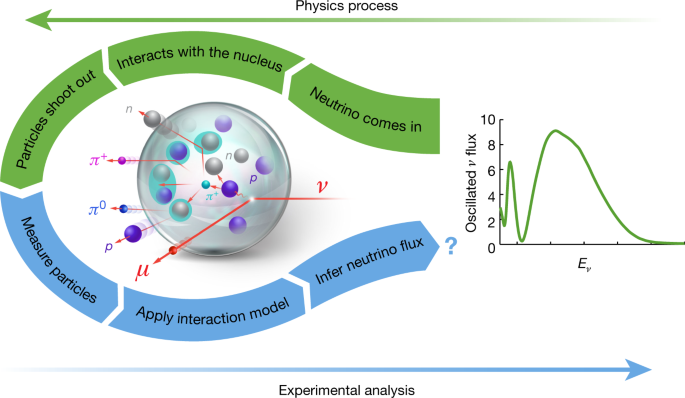 Physics process
Particles shoot out
Interacts with the nucleus
Neutrino comes in
n
n
π+
π+
p
ν
π0
p
μ
Measure particles
Apply interaction model
Infer neutrino flux
?
Oscillated ν flux
10
8
6
4
2
0
Eν
Experimental analysis